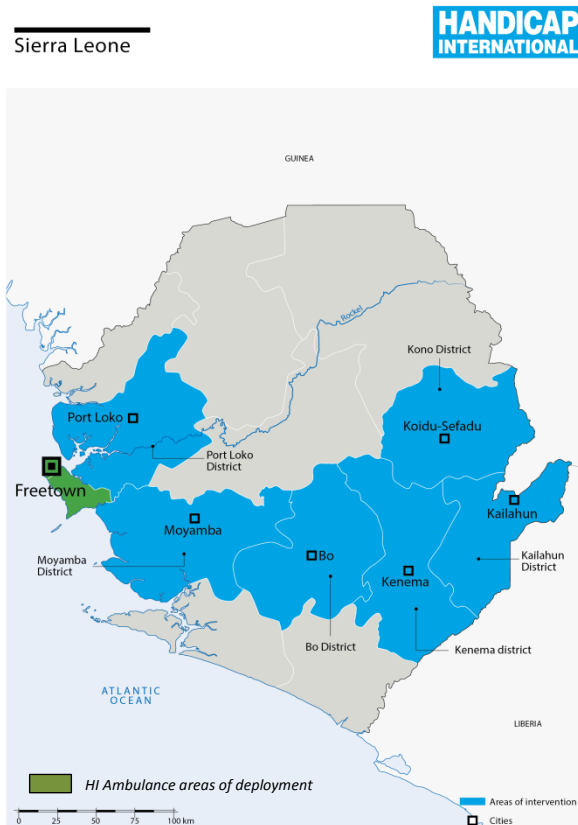 Sierra Leone
HANDICAP
INTERNATIONAL
GUINEA
Rockel
Kono District
Koidu-Sefadu
Port Loko
Port Loko
District
Freetown
Moyamba
Kailahun
Moyamba
District
Bo
Kenema
Kailahun
District
Bo District
Kenema district
ATLANTIC
OCEAN
LIBERIA
HI Ambulance areas of deployment
Areas of intervention
0 25 50 75 100 km
Cities